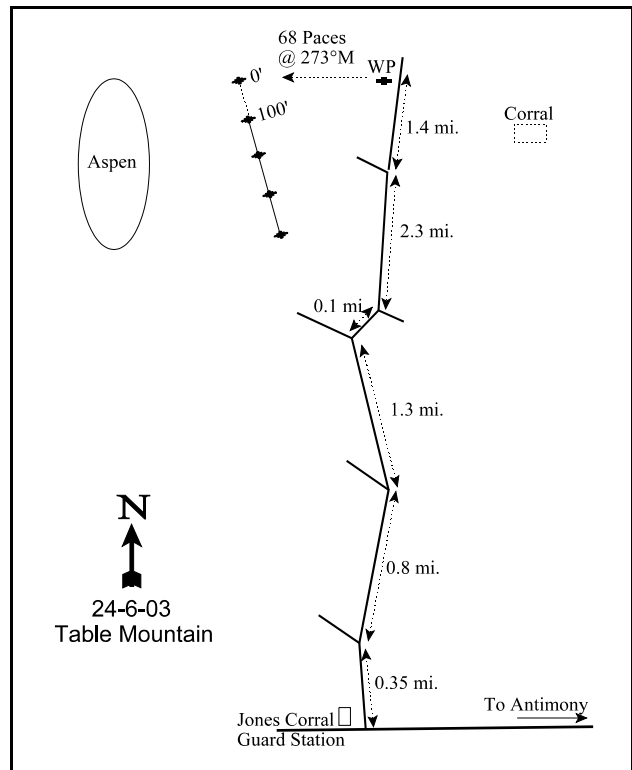 68 Paces
@ 273°M
WP
0'
100'
1.4 mi.
Corral
Aspen
2.3 mi.
0.1 mi.
1.3 mi.
N
24-6-03
Table Mountain
0.8 mi.
0.35 mi.
To Antimony
Jones Corral
Guard Station